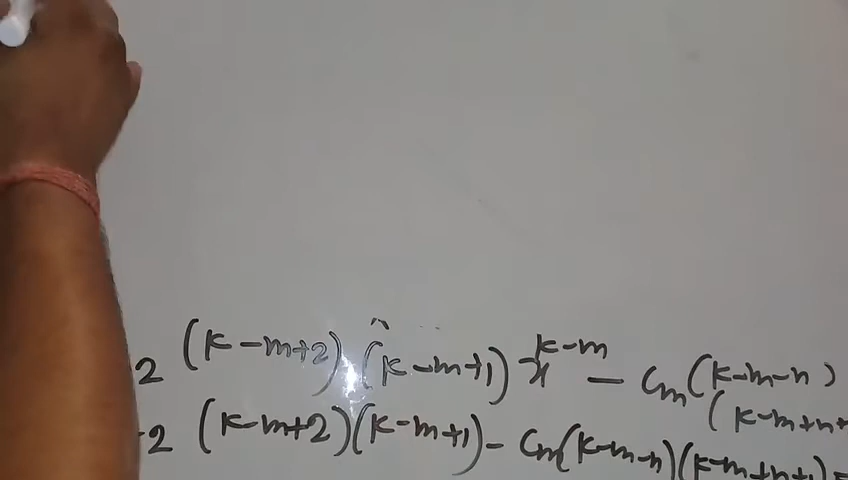 2 (k-m+2) (k-m+1) x^{k-m} - c_m (k-m-n)
(k-m+n+
-2 (k-m+2)(k-m+1) - c_m (k-m-n)(k-m+n+1) =